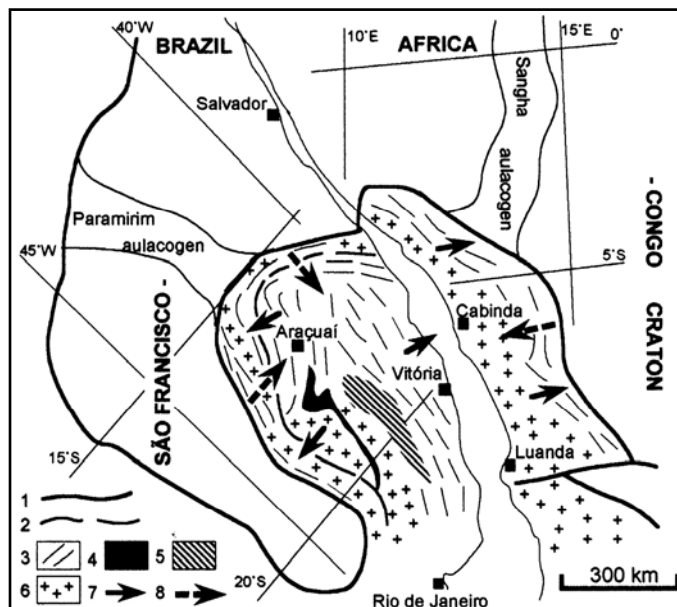 40°W
BRAZIL
10°E
AFRICA
15°E
0°
Salvador
Sangha
aulacogen
Paramirim
aulacogen
45°W
- CONGO CRATON
5°S
Cabinda
Araçuaí
Vitória
SÃO FRANCISCO -
Luanda
15°S
1
2
3 4 5
6 7 8
20°S
300 km
Rio de Janeiro